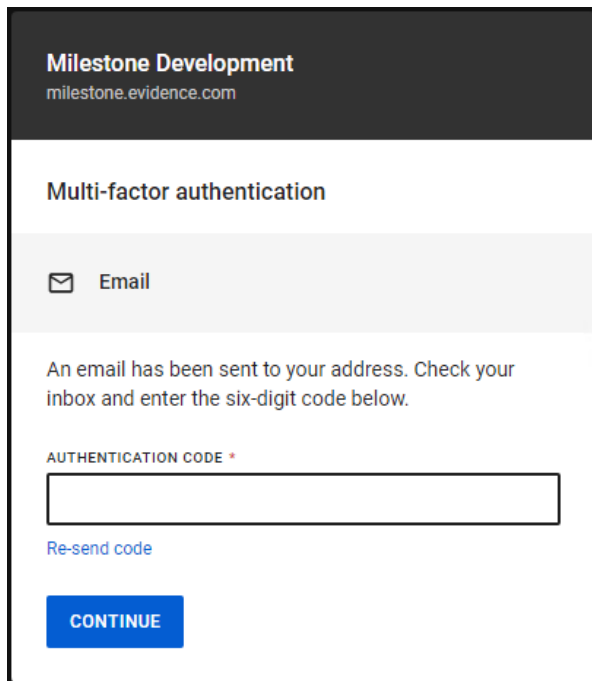 Milestone Development
milestone.evidence.com
Multi-factor authentication
Email
An email has been sent to your address. Check your
inbox and enter the six-digit code below.
AUTHENTICATION CODE *
Re-send code
CONTINUE